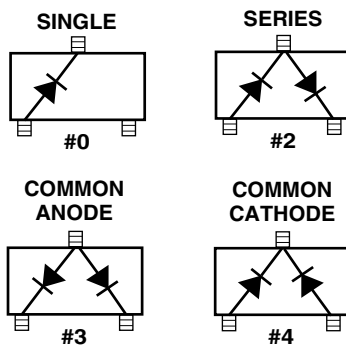 SINGLE
#0
SERIES
#2
COMMON
ANODE
#3
COMMON
CATHODE
#4